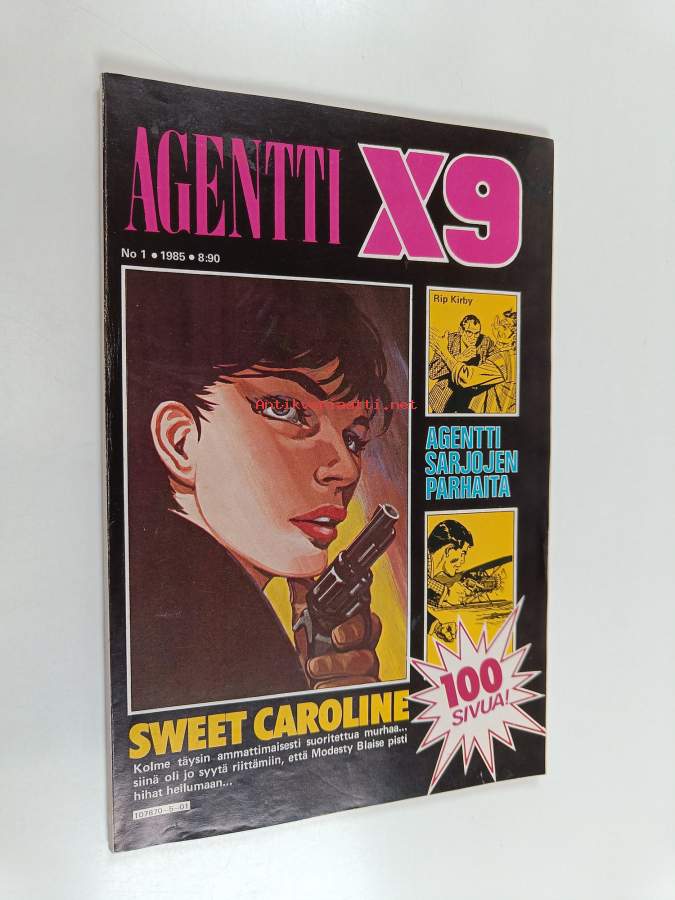 AGENTTI X9
No 1 • 1985 • 8:90
Rip Kirby
Antikvariaatti.net
AGENTTI
SARJOJEN
PARHAITA
100
SIVUA!
SWEET CAROLINE
Kolme täysin ammattimaisesti suoritettua murhaa...
siinä oli jo syytä riittämiin, että Modesty Blaise pisti
hihat heilumaan...
107870-5-01